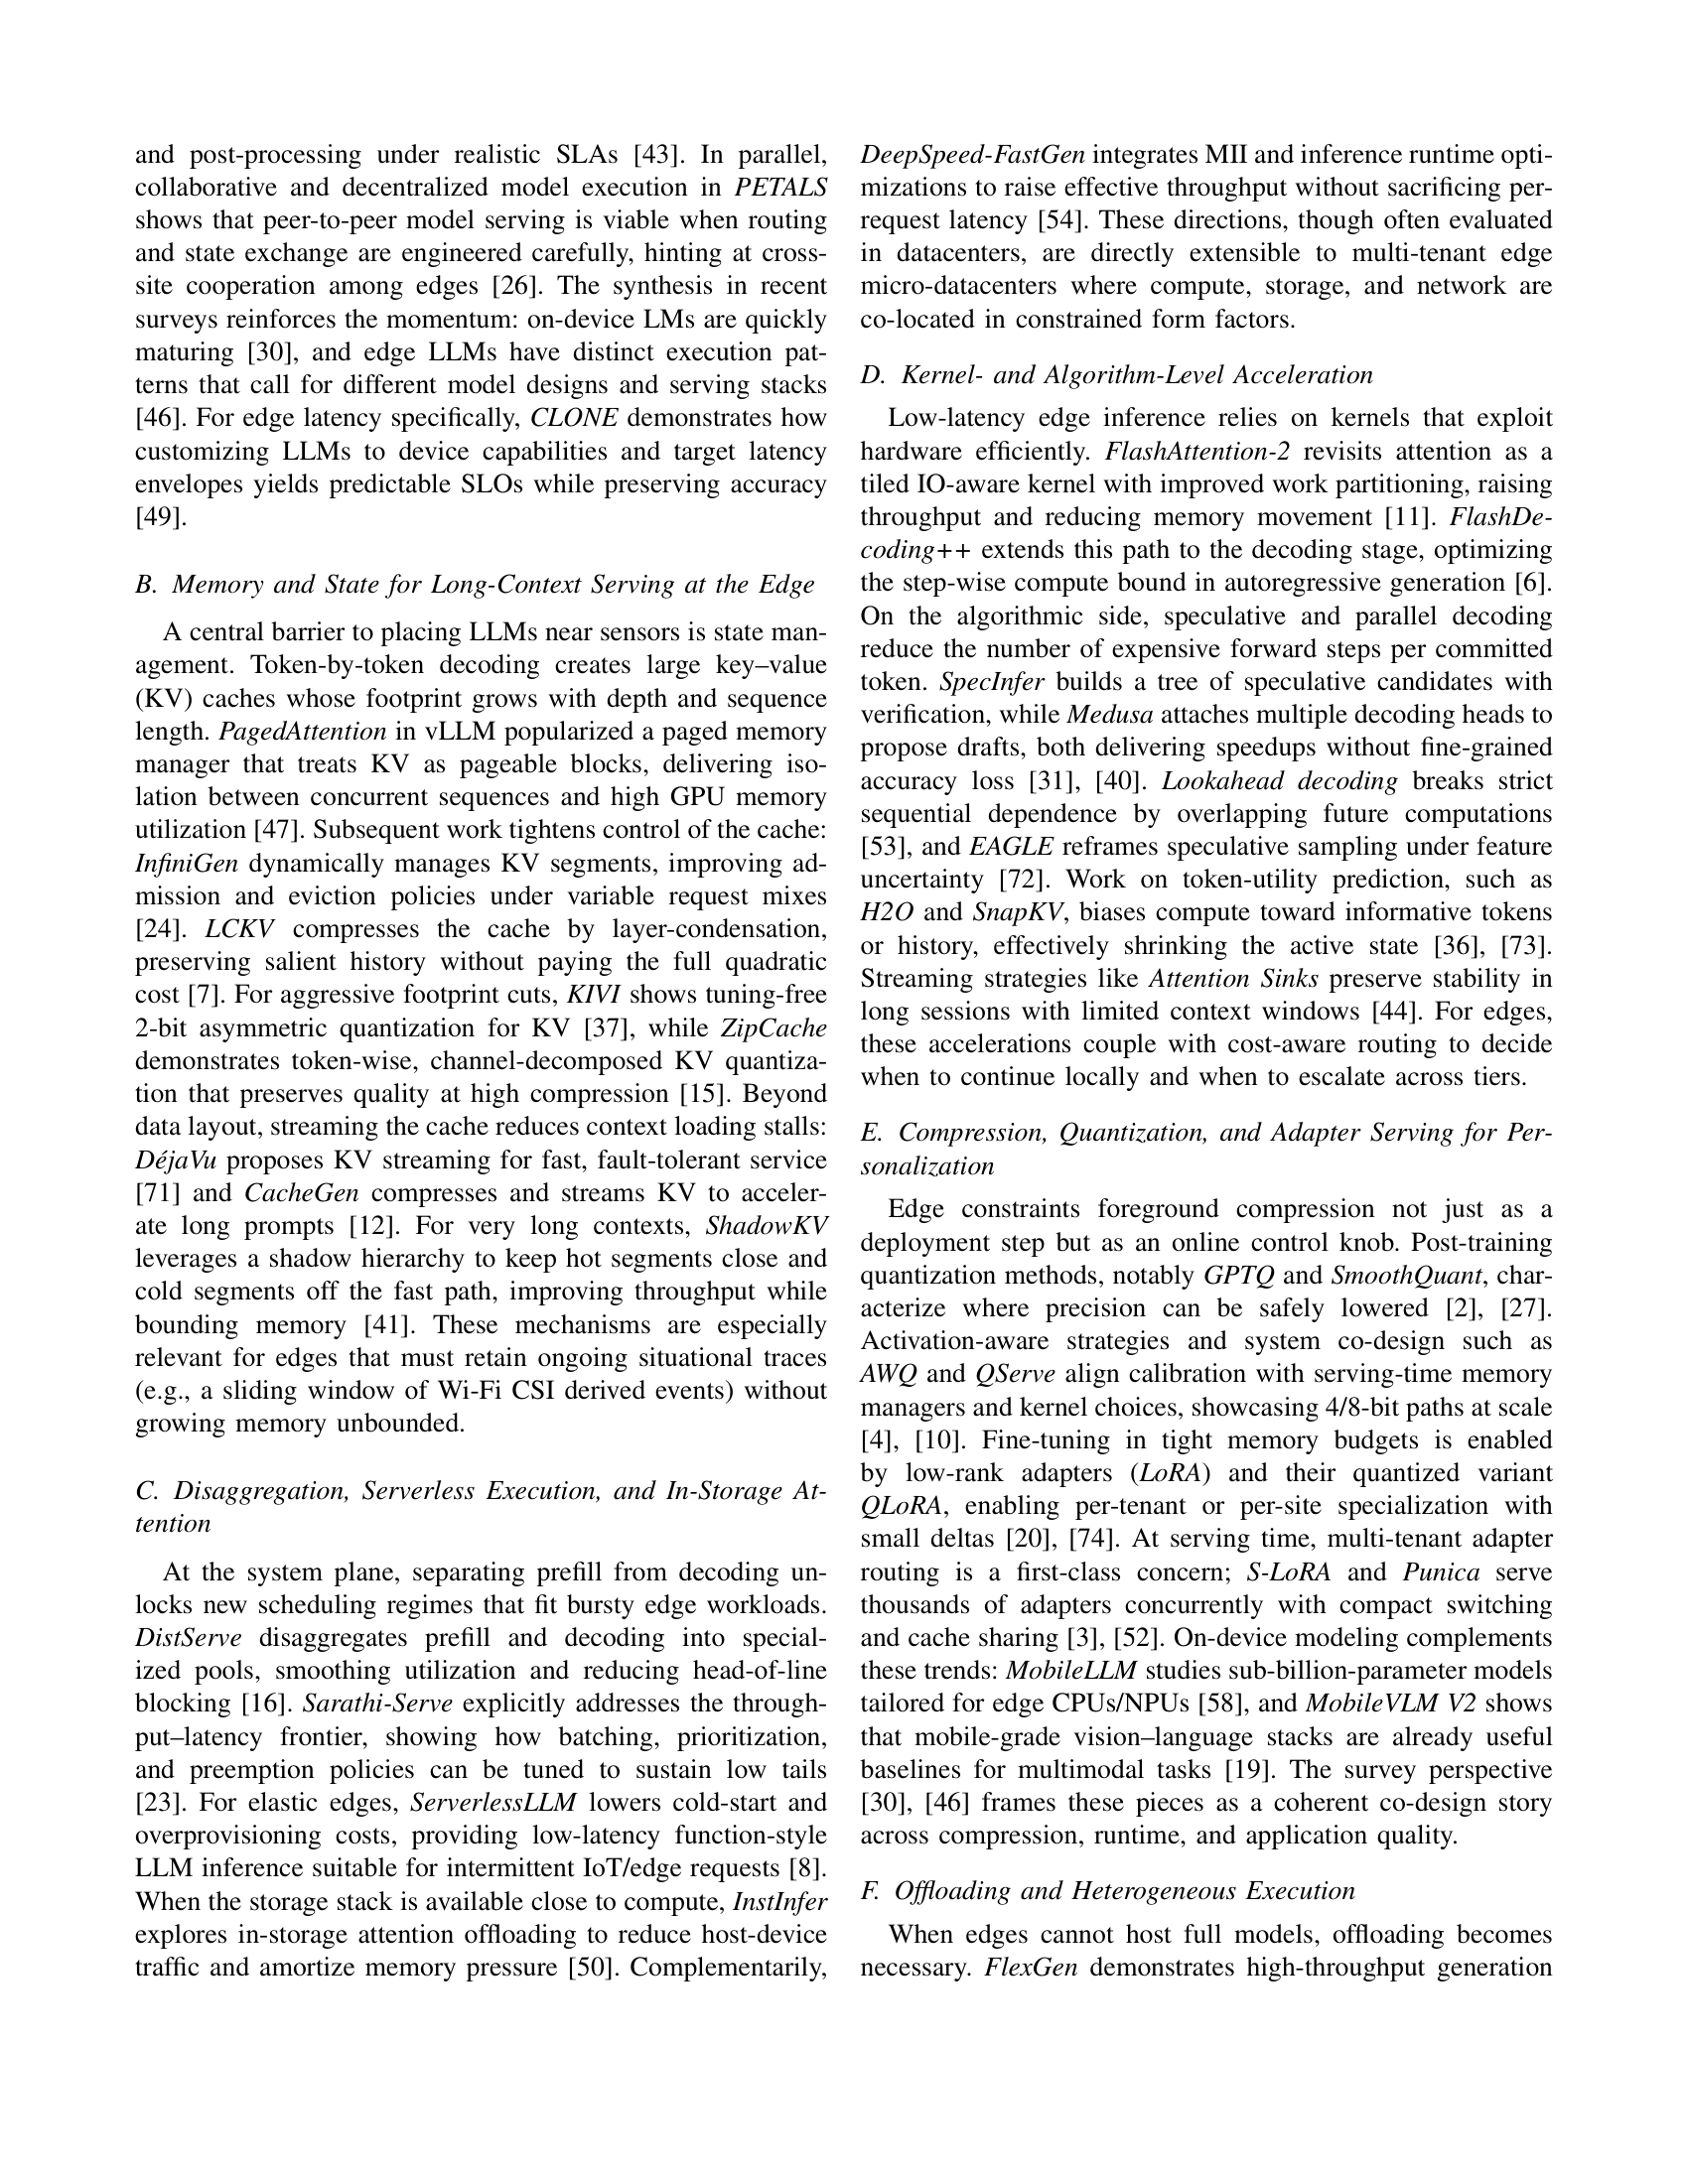 and post-processing under realistic SLAs [43]. In parallel,
collaborative and decentralized model execution in PETALS
shows that peer-to-peer model serving is viable when routing
and state exchange are engineered carefully, hinting at cross-
site cooperation among edges [26]. The synthesis in recent
surveys reinforces the momentum: on-device LMs are quickly
maturing [30], and edge LLMs have distinct execution pat-
terns that call for different model designs and serving stacks
[46]. For edge latency specifically, CLONE demonstrates how
customizing LLMs to device capabilities and target latency
envelopes yields predictable SLOs while preserving accuracy
[49].
B. Memory and State for Long-Context Serving at the Edge
A central barrier to placing LLMs near sensors is state man-
agement. Token-by-token decoding creates large key–value
(KV) caches whose footprint grows with depth and sequence
length. PagedAttention in vLLM popularized a paged memory
manager that treats KV as pageable blocks, delivering iso-
lation between concurrent sequences and high GPU memory
utilization [47]. Subsequent work tightens control of the cache:
InfiniGen dynamically manages KV segments, improving ad-
mission and eviction policies under variable request mixes
[24]. LCKV compresses the cache by layer-condensation,
preserving salient history without paying the full quadratic
cost [7]. For aggressive footprint cuts, KIVI shows tuning-free
2-bit asymmetric quantization for KV [37], while ZipCache
demonstrates token-wise, channel-decomposed KV quantiza-
tion that preserves quality at high compression [15]. Beyond
data layout, streaming the cache reduces context loading stalls:
DéjaVu proposes KV streaming for fast, fault-tolerant service
[71] and CacheGen compresses and streams KV to acceler-
ate long prompts [12]. For very long contexts, ShadowKV
leverages a shadow hierarchy to keep hot segments close and
cold segments off the fast path, improving throughput while
bounding memory [41]. These mechanisms are especially
relevant for edges that must retain ongoing situational traces
(e.g., a sliding window of Wi-Fi CSI derived events) without
growing memory unbounded.
C. Disaggregation, Serverless Execution, and In-Storage At-
tention
At the system plane, separating prefill from decoding un-
locks new scheduling regimes that fit bursty edge workloads.
DistServe disaggregates prefill and decoding into special-
ized pools, smoothing utilization and reducing head-of-line
blocking [16]. Sarathi-Serve explicitly addresses the through-
put–latency frontier, showing how batching, prioritization,
and preemption policies can be tuned to sustain low tails
[23]. For elastic edges, ServerlessLLM lowers cold-start and
overprovisioning costs, providing low-latency function-style
LLM inference suitable for intermittent IoT/edge requests [8].
When the storage stack is available close to compute, InstInfer
explores in-storage attention offloading to reduce host-device
traffic and amortize memory pressure [50]. Complementarily,
DeepSpeed-FastGen integrates MII and inference runtime opti-
mizations to raise effective throughput without sacrificing per-
request latency [54]. These directions, though often evaluated
in datacenters, are directly extensible to multi-tenant edge
micro-datacenters where compute, storage, and network are
co-located in constrained form factors.
D. Kernel- and Algorithm-Level Acceleration
Low-latency edge inference relies on kernels that exploit
hardware efficiently. FlashAttention-2 revisits attention as a
tiled IO-aware kernel with improved work partitioning, raising
throughput and reducing memory movement [11]. FlashDe-
coding++ extends this path to the decoding stage, optimizing
the step-wise compute bound in autoregressive generation [6].
On the algorithmic side, speculative and parallel decoding
reduce the number of expensive forward steps per committed
token. SpecInfer builds a tree of speculative candidates with
verification, while Medusa attaches multiple decoding heads to
propose drafts, both delivering speedups without fine-grained
accuracy loss [31], [40]. Lookahead decoding breaks strict
sequential dependence by overlapping future computations
[53], and EAGLE reframes speculative sampling under feature
uncertainty [72]. Work on token-utility prediction, such as
H2O and SnapKV, biases compute toward informative tokens
or history, effectively shrinking the active state [36], [73].
Streaming strategies like Attention Sinks preserve stability in
long sessions with limited context windows [44]. For edges,
these accelerations couple with cost-aware routing to decide
when to continue locally and when to escalate across tiers.
E. Compression, Quantization, and Adapter Serving for Per-
sonalization
Edge constraints foreground compression not just as a
deployment step but as an online control knob. Post-training
quantization methods, notably GPTQ and SmoothQuant, char-
acterize where precision can be safely lowered [2], [27].
Activation-aware strategies and system co-design such as
AWQ and QServe align calibration with serving-time memory
managers and kernel choices, showcasing 4/8-bit paths at scale
[4], [10]. Fine-tuning in tight memory budgets is enabled
by low-rank adapters (LoRA) and their quantized variant
QLoRA, enabling per-tenant or per-site specialization with
small deltas [20], [74]. At serving time, multi-tenant adapter
routing is a first-class concern; S-LoRA and Punica serve
thousands of adapters concurrently with compact switching
and cache sharing [3], [52]. On-device modeling complements
these trends: MobileLLM studies sub-billion-parameter models
tailored for edge CPUs/NPUs [58], and MobileVLM V2 shows
that mobile-grade vision–language stacks are already useful
baselines for multimodal tasks [19]. The survey perspective
[30], [46] frames these pieces as a coherent co-design story
across compression, runtime, and application quality.
F. Offloading and Heterogeneous Execution
When edges cannot host full models, offloading becomes
necessary. FlexGen demonstrates high-throughput generation